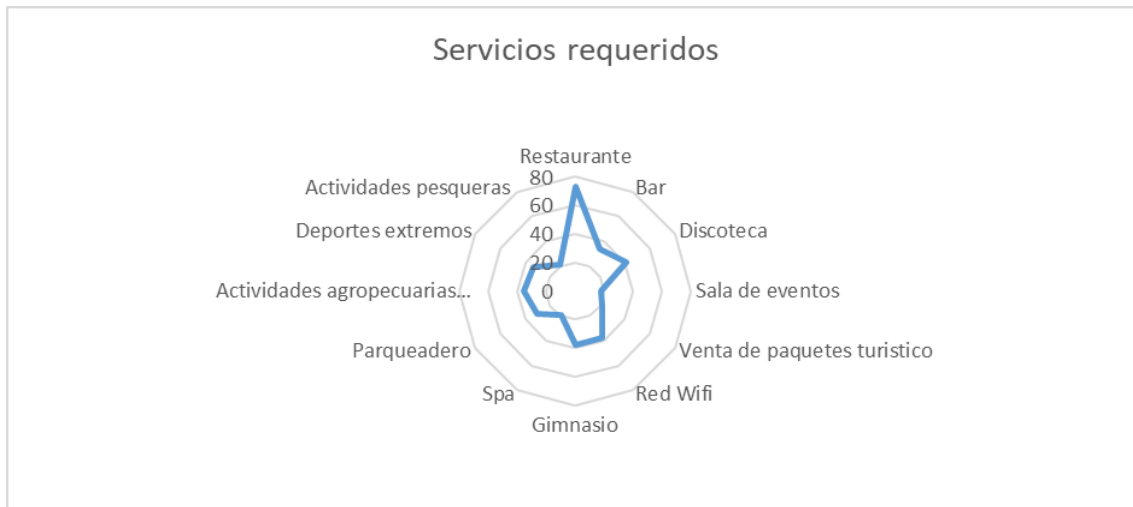 Servicios requeridos
Restaurante
Actividades pesqueras
80
Bar
60
Deportes extremos
Discoteca
40
20
Actividades agropecuarias...
0
Sala de eventos
Parqueadero
Venta de paquetes turistico
Spa
Red Wifi
Gimnasio